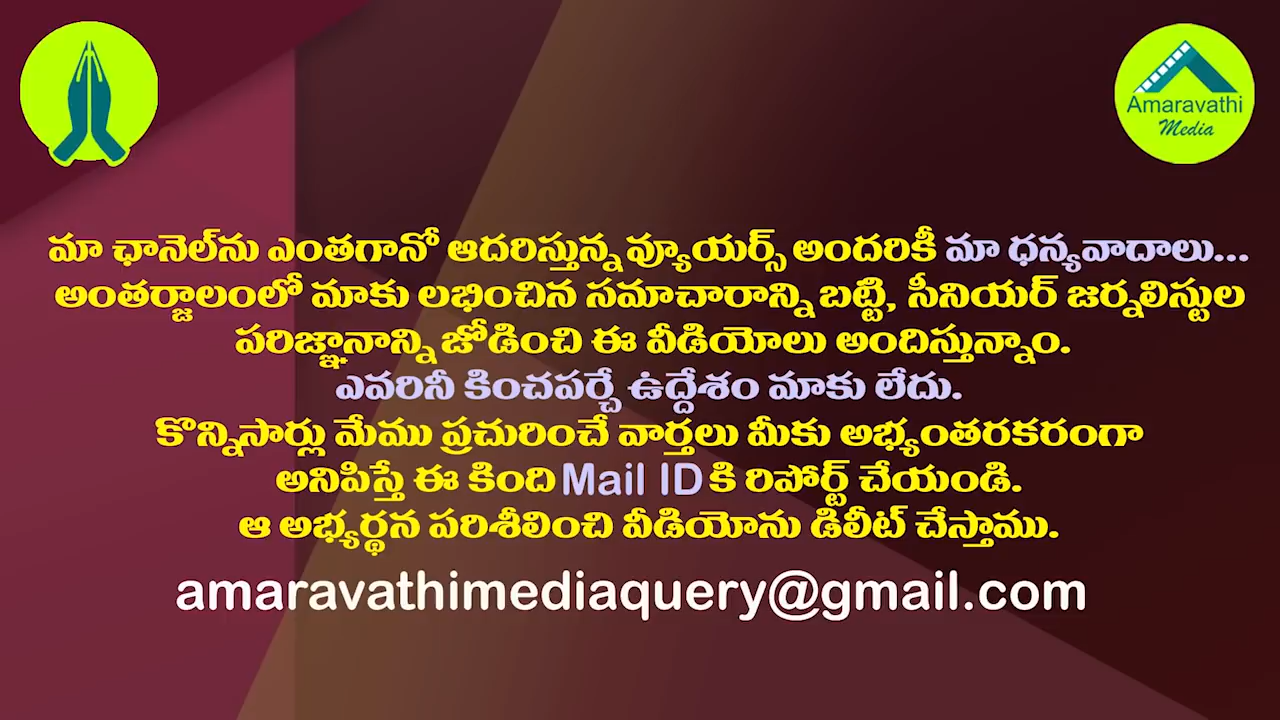 Amaravathi
Media
మా ఛానెల్‌ను ఎంతగానో ఆదరిస్తున్న వ్యూయర్స్ అందరికీ మా ధన్యవాదాలు...
అంతర్జాలంలో మాకు లభించిన సమాచారాన్ని బట్టి, సీనియర్ జర్నలిస్టుల
పరిజ్ఞానాన్ని జోడించి ఈ వీడియోలు అందిస్తున్నాం.
ఎవరినీ కించపర్చే ఉద్దేశం మాకు లేదు.
కొన్నిసార్లు మేము ప్రచురించే వార్తలు మీకు అభ్యంతరకరంగా
అనిపిస్తే ఈ కింది Mail ID కి రిపోర్ట్ చేయండి.
ఆ అభ్యర్థన పరిశీలించి వీడియోను డిలీట్ చేస్తాము.
amaravathimediaquery@gmail.com